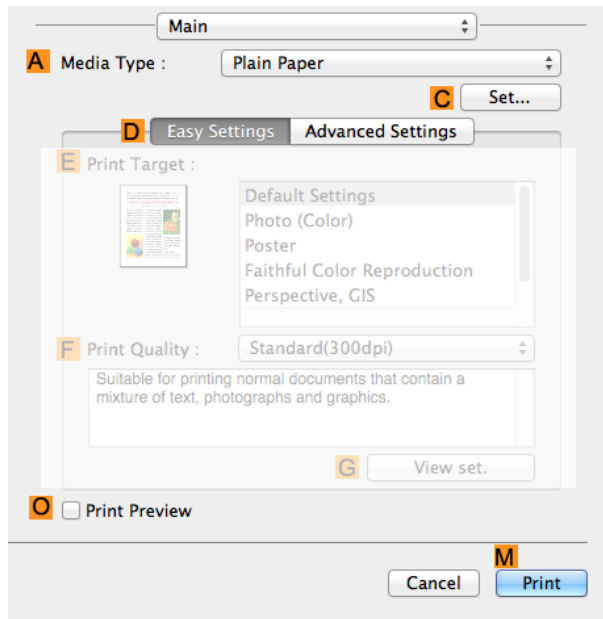 Main
A Media Type : Plain Paper
C Set...
D Easy Settings Advanced Settings
E Print Target :
Default Settings
Photo (Color)
Poster
Faithful Color Reproduction
Perspective, GIS
F Print Quality : Standard(300dpi)
Suitable for printing normal documents that contain a
mixture of text, photographs and graphics.
G View set.
O Print Preview
M
Cancel Print